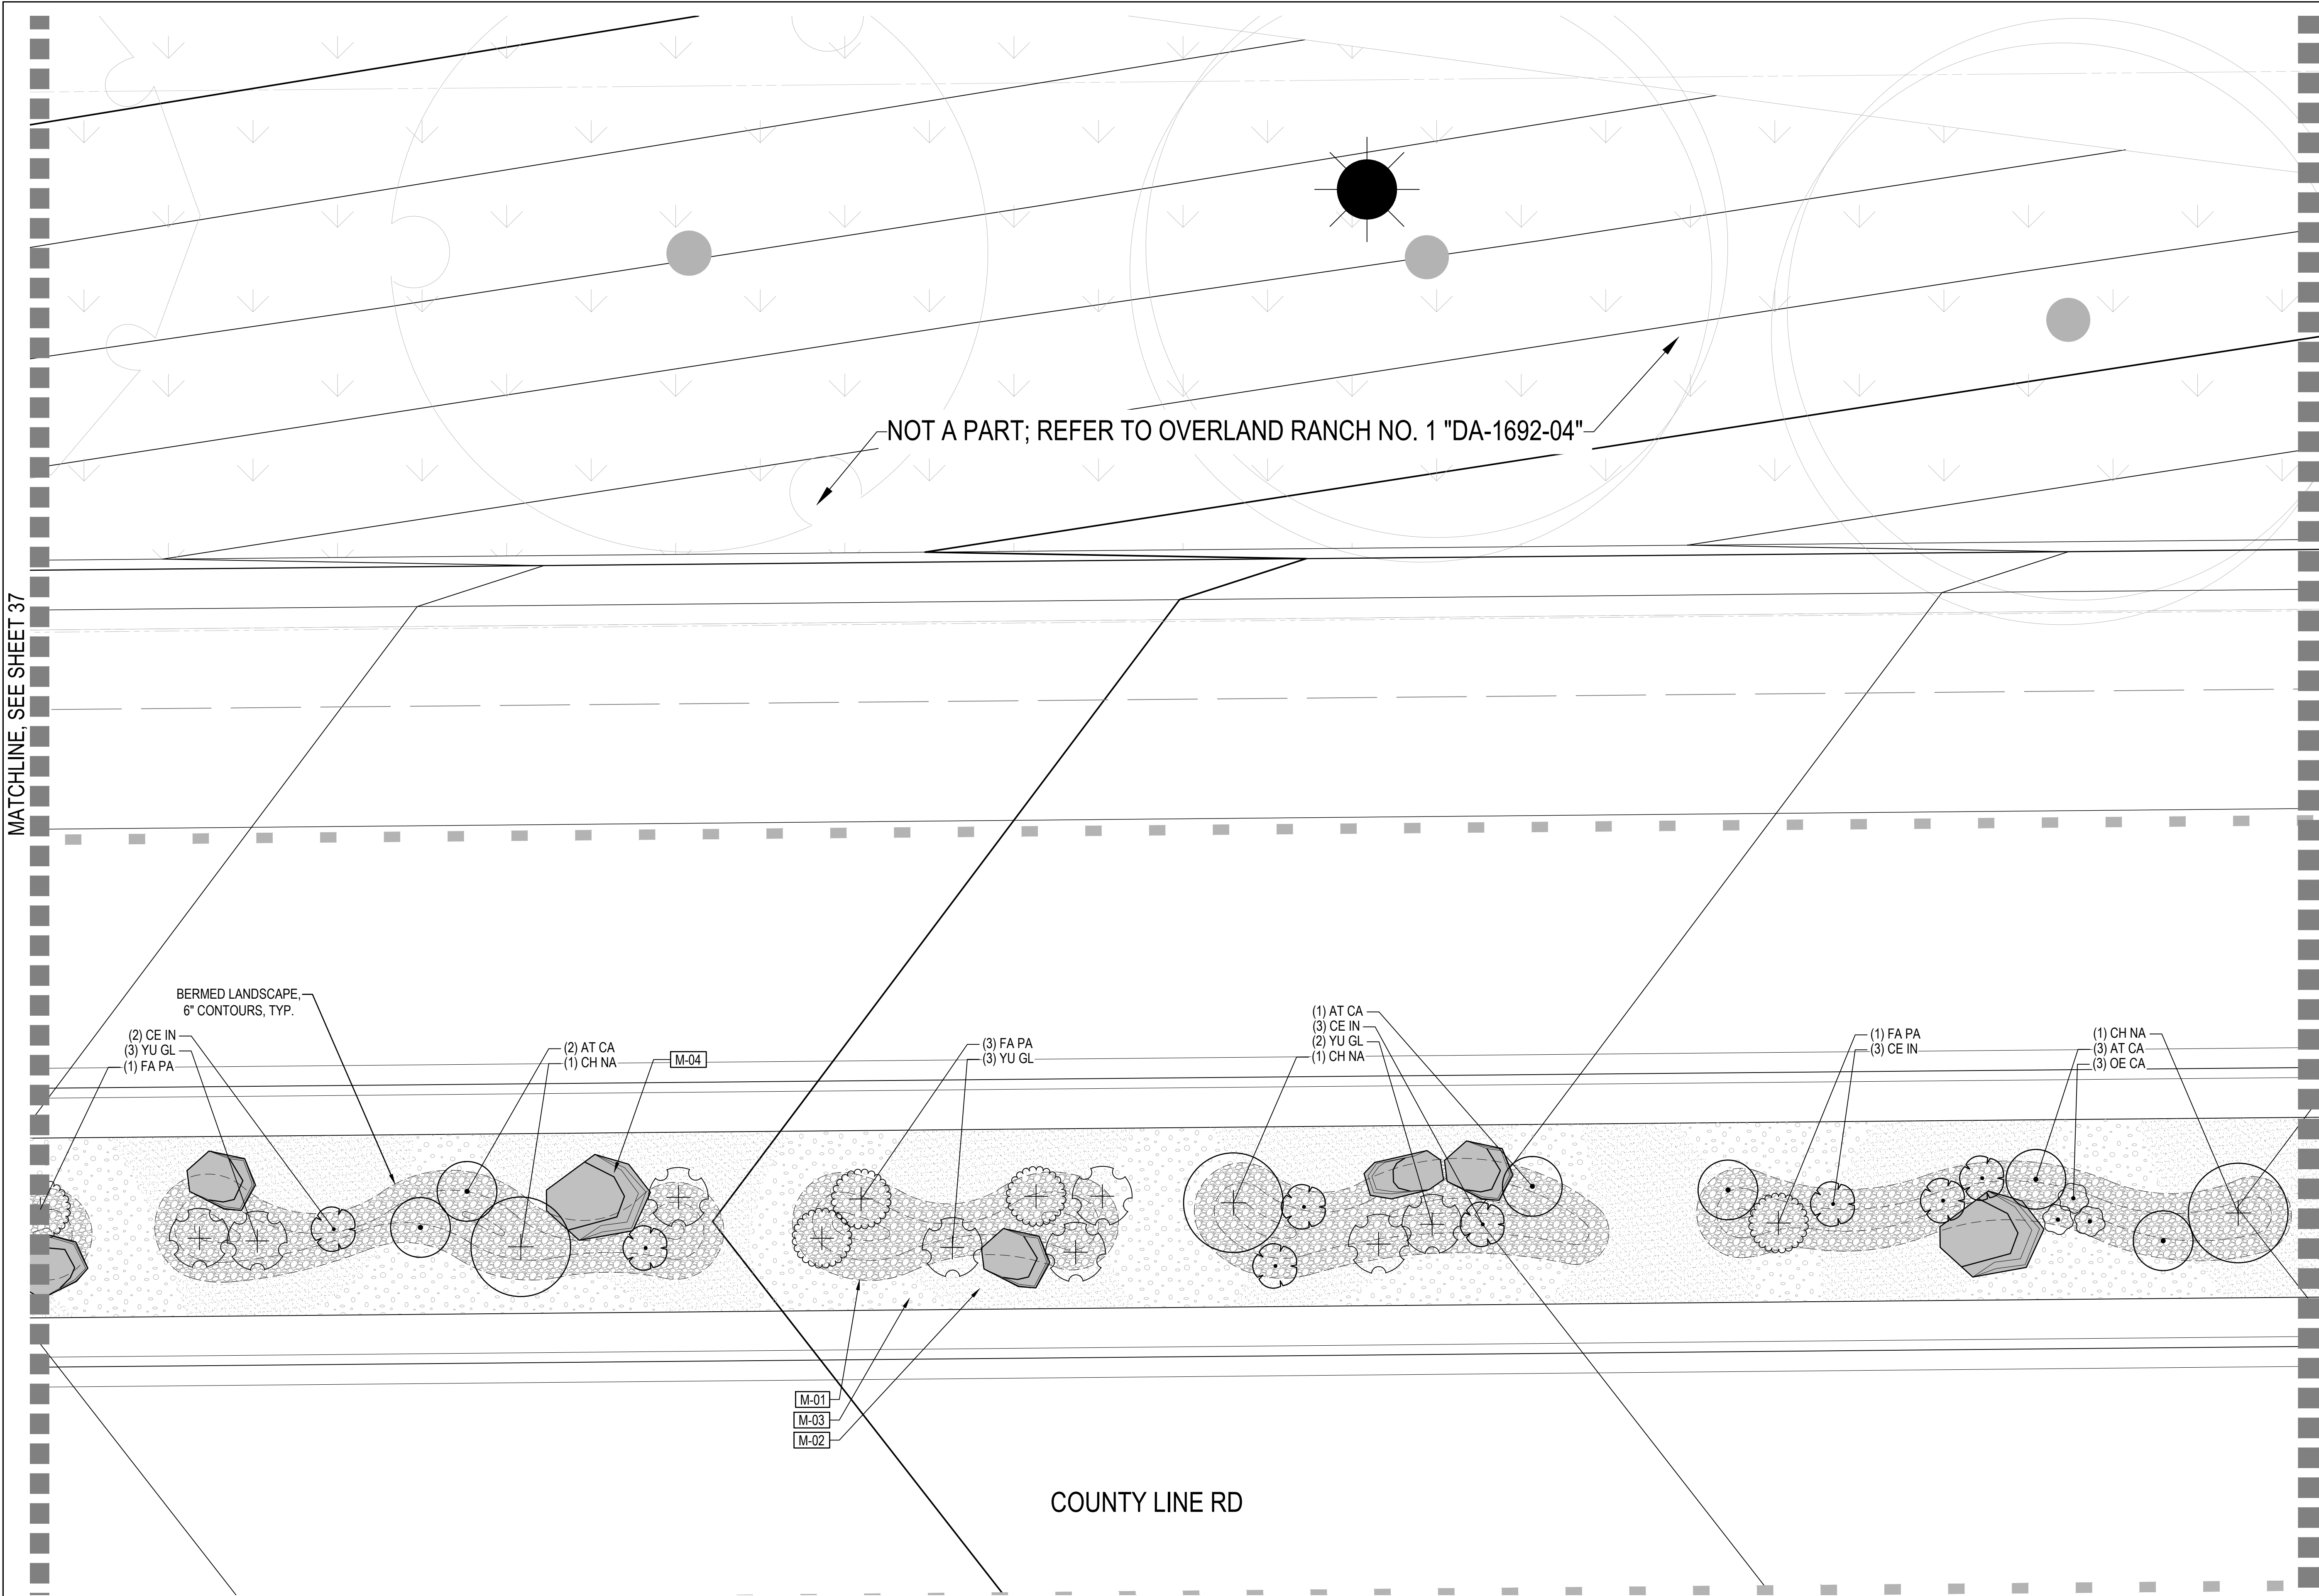 NOT A PART; REFER TO OVERLAND RANCH NO. 1 "DA-1692-04"
MATCHLINE, SEE SHEET 37
BERMED LANDSCAPE,
6" CONTOURS, TYP.
(2) CE IN
(3) YU GL
(1) FA PA
(2) AT CA
(1) CH NA
M-04
(3) FA PA
(3) YU GL
(1) AT CA
(3) CE IN
(2) YU GL
(1) CH NA
(1) FA PA
(3) CE IN
(1) CH NA
(3) AT CA
(3) OE CA
M-01
M-03
M-02
COUNTY LINE RD